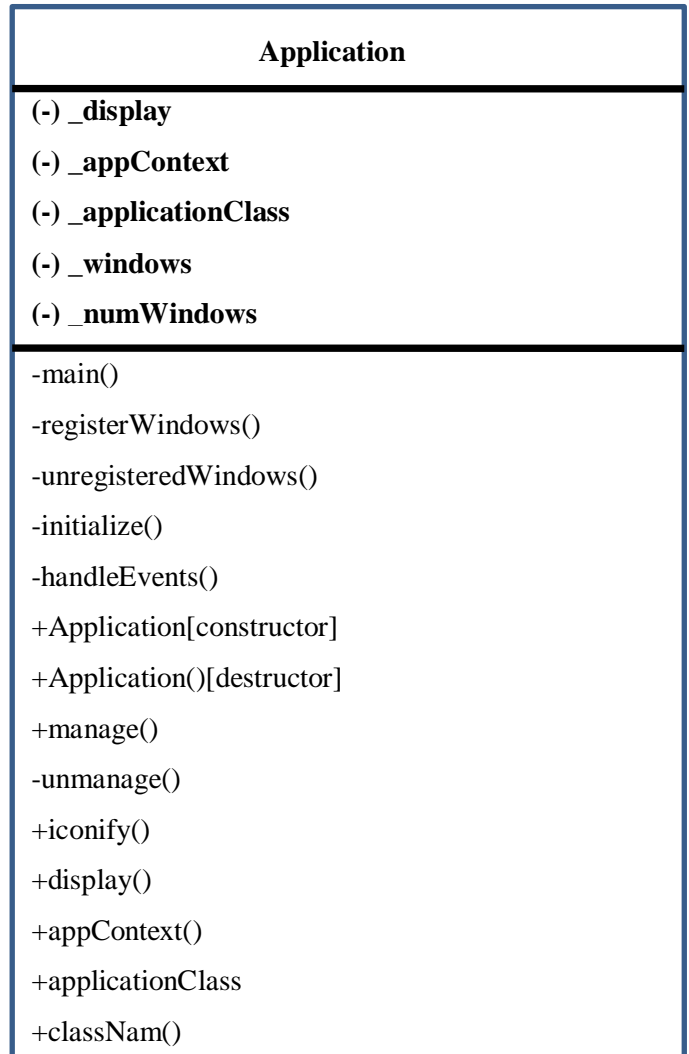 Application
(-) _display
(-) _appContext
(-) _applicationClass
(-) _windows
(-) _numWindows
-main()
-registerWindows()
-unregisteredWindows()
-initialize()
-handleEvents()
+Application[constructor]
+Application()[destructor]
+manage()
-unmanage()
+iconify()
+display()
+appContext()
+applicationClass
+classNam()